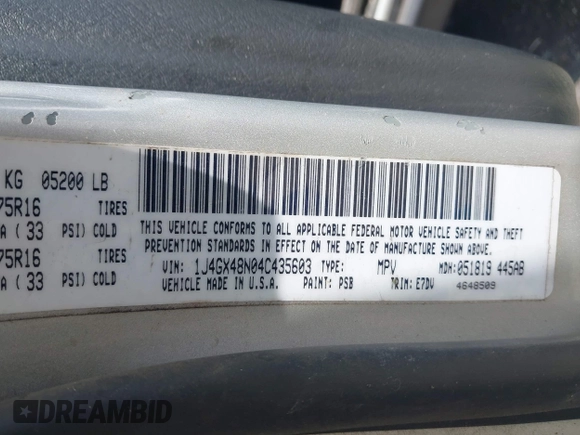 KG 05200 LB
75R16 TIRES
A ( 33 PSI) COLD
75R16 TIRES
A ( 33 PSI) COLD
THIS VEHICLE CONFORMS TO ALL APPLICABLE FEDERAL MOTOR VEHICLE SAFETY AND THEFT
PREVENTION STANDARDS IN EFFECT ON THE DATE OF MANUFACTURE SHOWN ABOVE.
VIN: 1J4GX48N04C435603 TYPE: MPV MDH: 051819 445AB
VEHICLE MADE IN U.S.A. PAINT: PSB TRIM: E7DV
4648509
DREAMBID